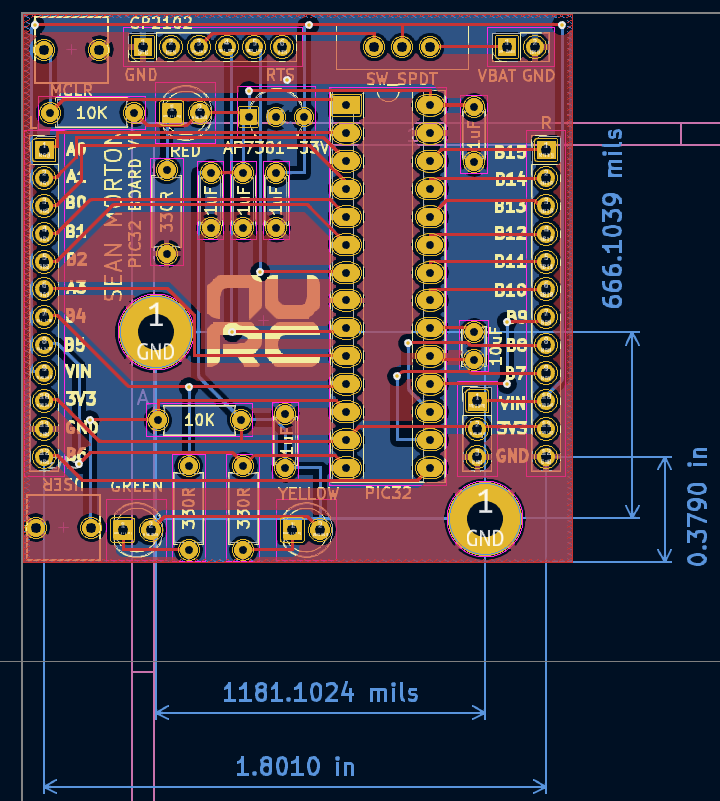 CP2102
GND
RTS
SW_SPDT
VBAT GND
MCLR
10K
RED
AP7381-33V
1uF
L
R
A0
A1
B0
B1
B2
A3
B4
B5
VIN
3V3
GND
B6
SEAN MORTON
PIC32 BOARD V1
330R
1uF
1uF
1uF
B15
B14
B13
B12
B11
B10
B9
B8
B7
VIN
3V3
GND
10uF
1
GND
A
10K
1uF
USER
GREEN
330R
330R
YELLOW
PIC32
1
GND
666.1039 mils
0.3790 in
1181.1024 mils
1.8010 in